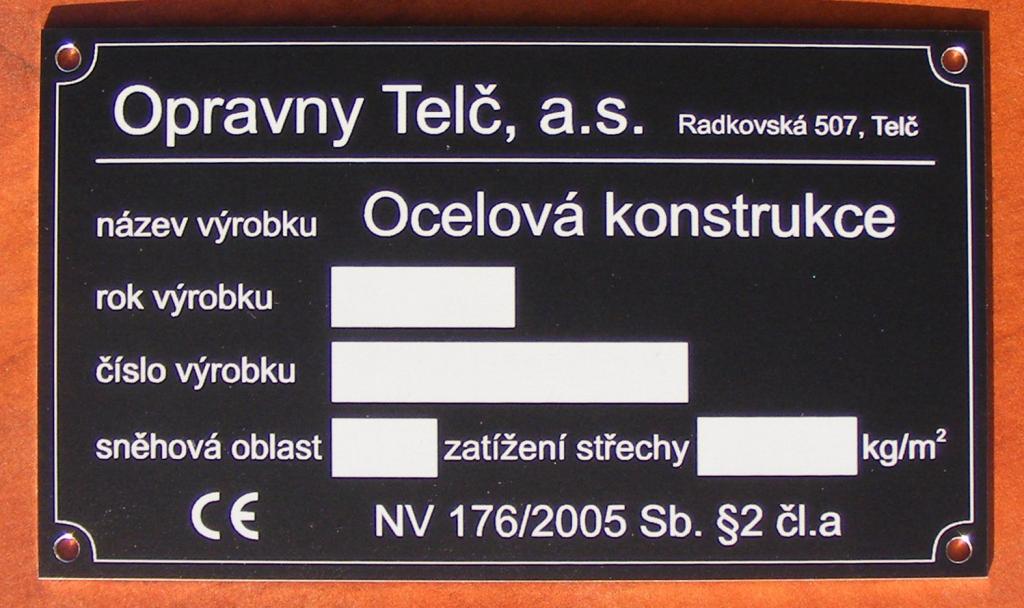 Opravny Telč, a.s. Radkovská 507, Telč
název výrobku Ocelová konstrukce
rok výrobku
číslo výrobku
sněhová oblast zatížení střechy kg/m²
CE NV 176/2005 Sb. §2 čl.a